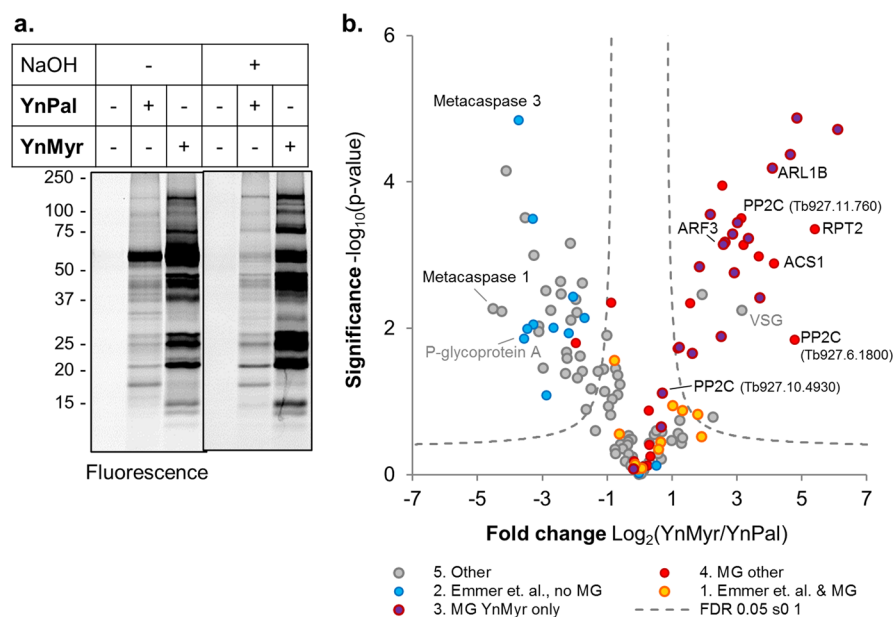 a.
NaOH - +
YnPal - + - - + -
YnMyr - - + - - +
250 -
100 -
75 -
50 -
37 -
25 -
20 -
15 -
Fluorescence
b.
Significance -log10(p-value)
6
4
2
0
Metacaspase 3
Metacaspase 1
P-glycoprotein A
ARL1B
PP2C (Tb927.11.760)
ARF3
RPT2
ACS1
VSG
PP2C
(Tb927.6.1800)
PP2C (Tb927.10.4930)
-7 -5 -3 -1 1 3 5 7
Fold change Log2(YnMyr/YnPal)
5. Other
2. Emmer et. al., no MG
3. MG YnMyr only
4. MG other
1. Emmer et. al. & MG
FDR 0.05 s0 1